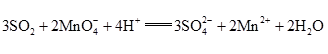 3SO₂ + 2MnO₄⁻ + 4H⁺ ══ 3SO₄²⁻ + 2Mn²⁺ + 2H₂O